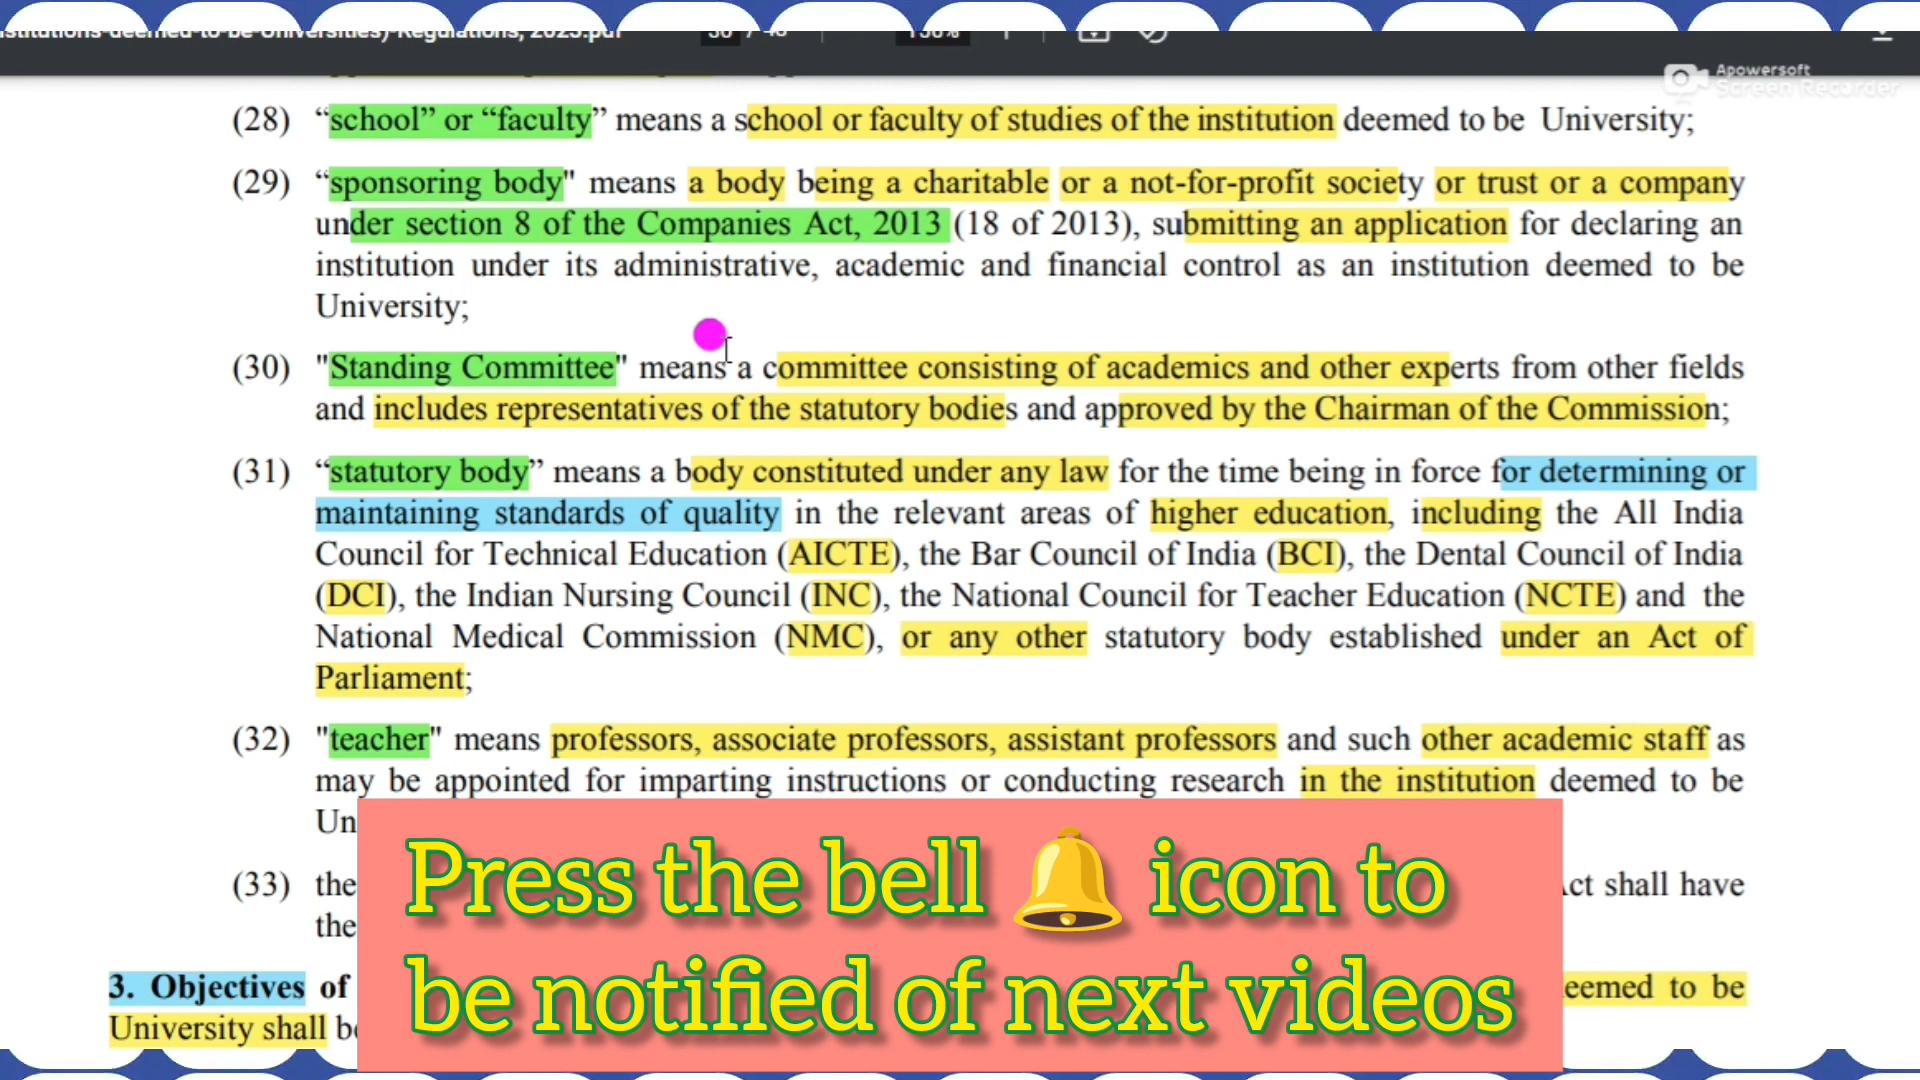 institutions deemed to be Universities) Regulations, 2023.pdf
Apowersoft
Screen Recorder
(28) “school” or “faculty” means a school or faculty of studies of the institution deemed to be University;
(29) “sponsoring body" means a body being a charitable or a not-for-profit society or trust or a company
under section 8 of the Companies Act, 2013 (18 of 2013), submitting an application for declaring an
institution under its administrative, academic and financial control as an institution deemed to be
University;
(30) "Standing Committee" means a committee consisting of academics and other experts from other fields
and includes representatives of the statutory bodies and approved by the Chairman of the Commission;
(31) “statutory body” means a body constituted under any law for the time being in force for determining or
maintaining standards of quality in the relevant areas of higher education, including the All India
Council for Technical Education (AICTE), the Bar Council of India (BCI), the Dental Council of India
(DCI), the Indian Nursing Council (INC), the National Council for Teacher Education (NCTE) and the
National Medical Commission (NMC), or any other statutory body established under an Act of
Parliament;
(32) "teacher" means professors, associate professors, assistant professors and such other academic staff as
may be appointed for imparting instructions or conducting research in the institution deemed to be
(33) the shall have
the
3. Objectives of deemed to be
University shall
Press the bell 🔔 icon to
be notified of next videos